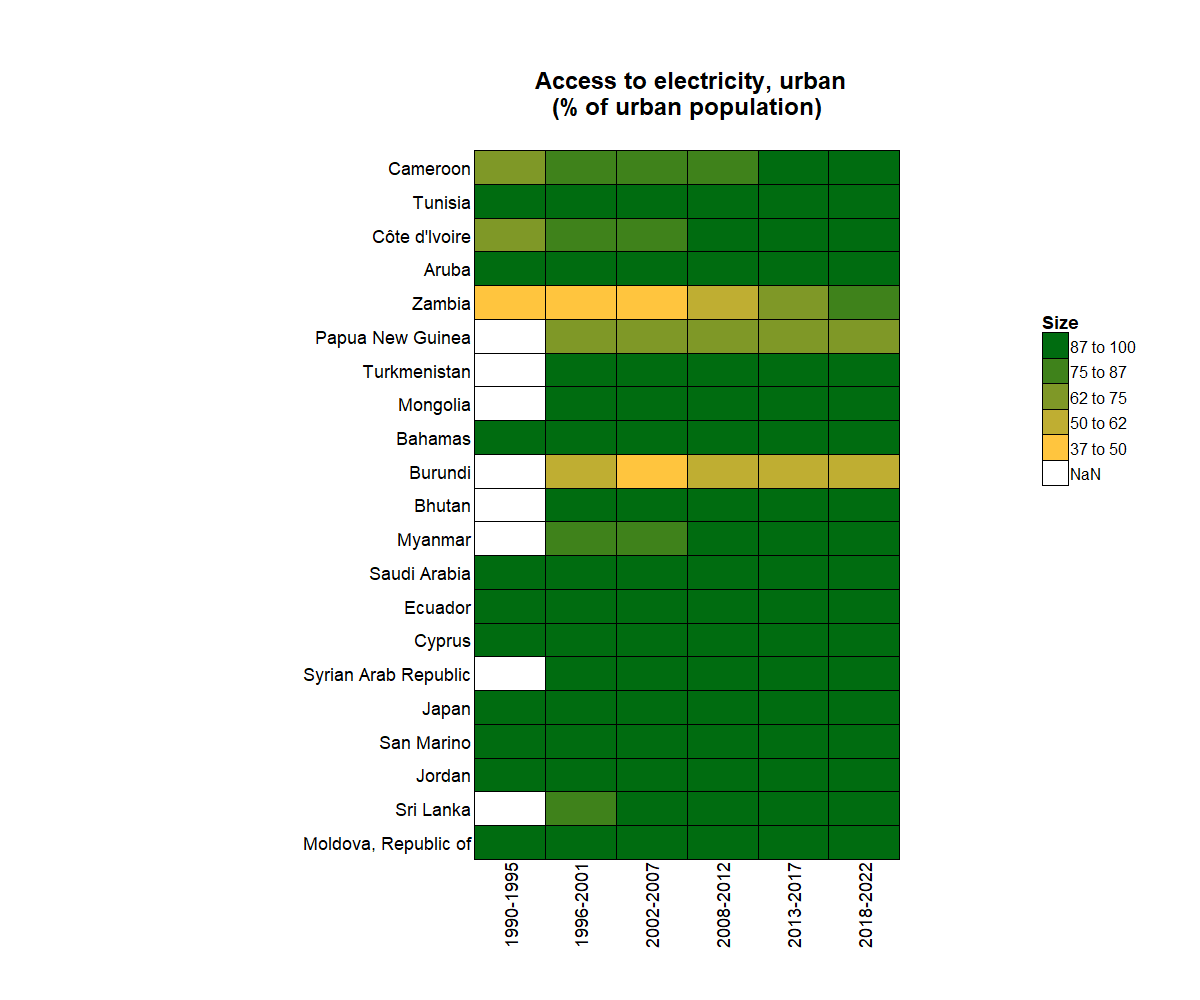 Access to electricity, urban
(% of urban population)
Cameroon
Tunisia
Côte d'Ivoire
Aruba
Zambia
Papua New Guinea
Turkmenistan
Mongolia
Bahamas
Burundi
Bhutan
Myanmar
Saudi Arabia
Ecuador
Cyprus
Syrian Arab Republic
Japan
San Marino
Jordan
Sri Lanka
Moldova, Republic of
1990-1995
1996-2001
2002-2007
2008-2012
2013-2017
2018-2022
Size
87 to 100
75 to 87
62 to 75
50 to 62
37 to 50
NaN